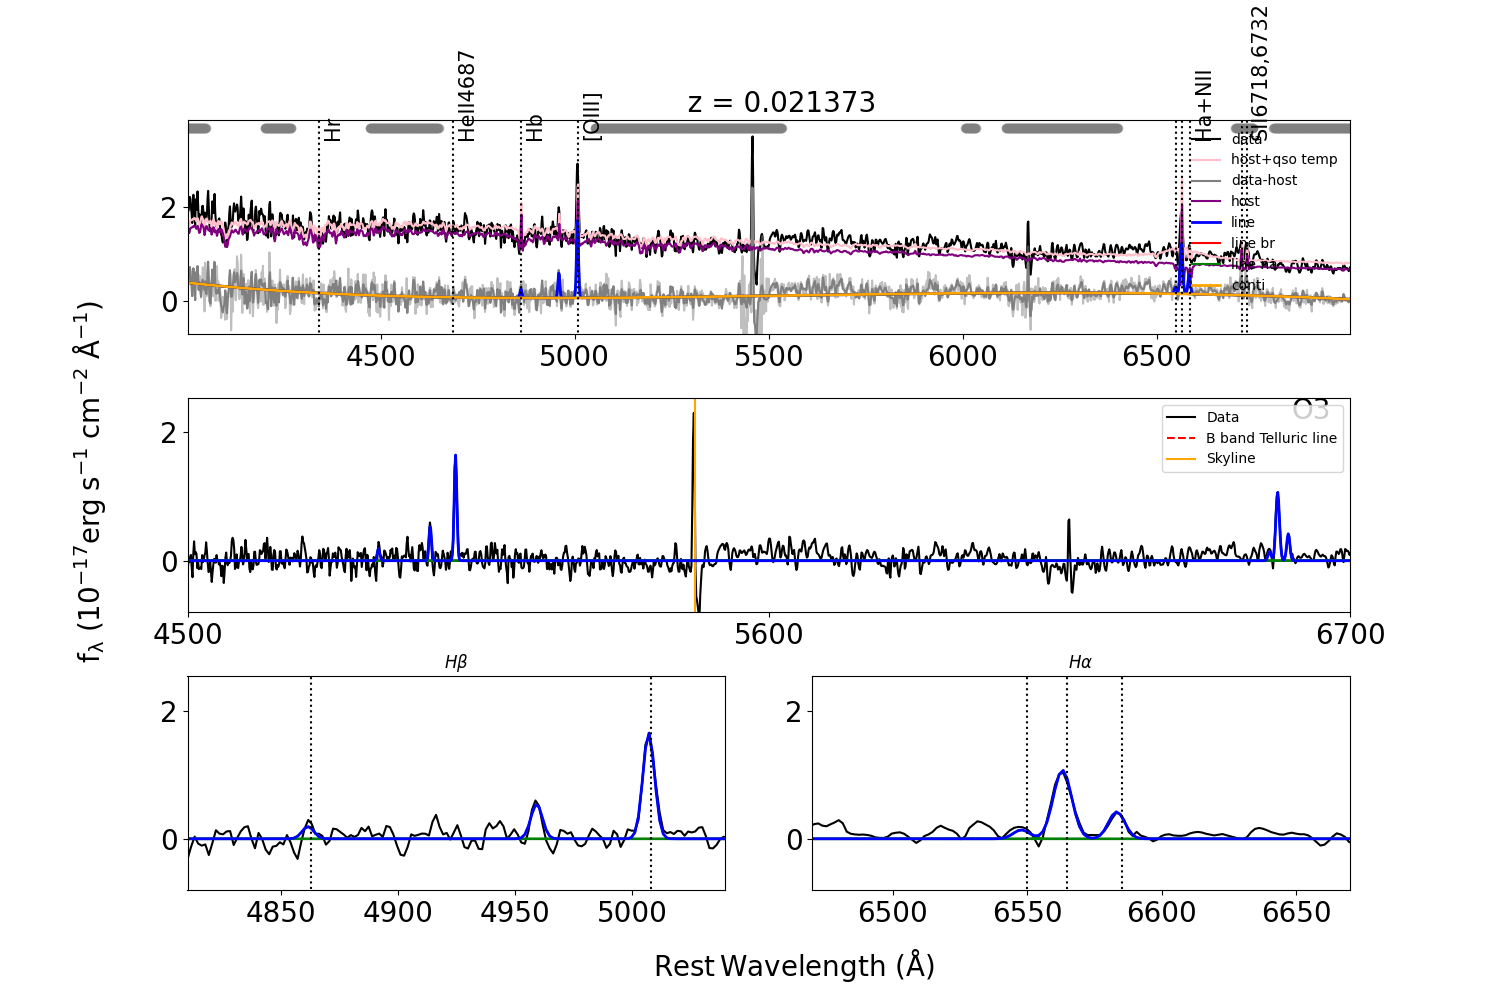 z = 0.021373
Hr
HeII4687
Hb
[OIII]
Ha+NII
SII6718,6732
data
host+qso temp
data-host
host
line
line br
conti
2
0
4500
5000
5500
6000
6500
fλ (10−17erg s−1 cm−2 Å−1)
O3
Data
B band Telluric line
Skyline
2
0
4500
5600
6700
Hβ
2
0
4850
4900
4950
5000
Hα
2
0
6500
6550
6600
6650
Rest Wavelength (Å)